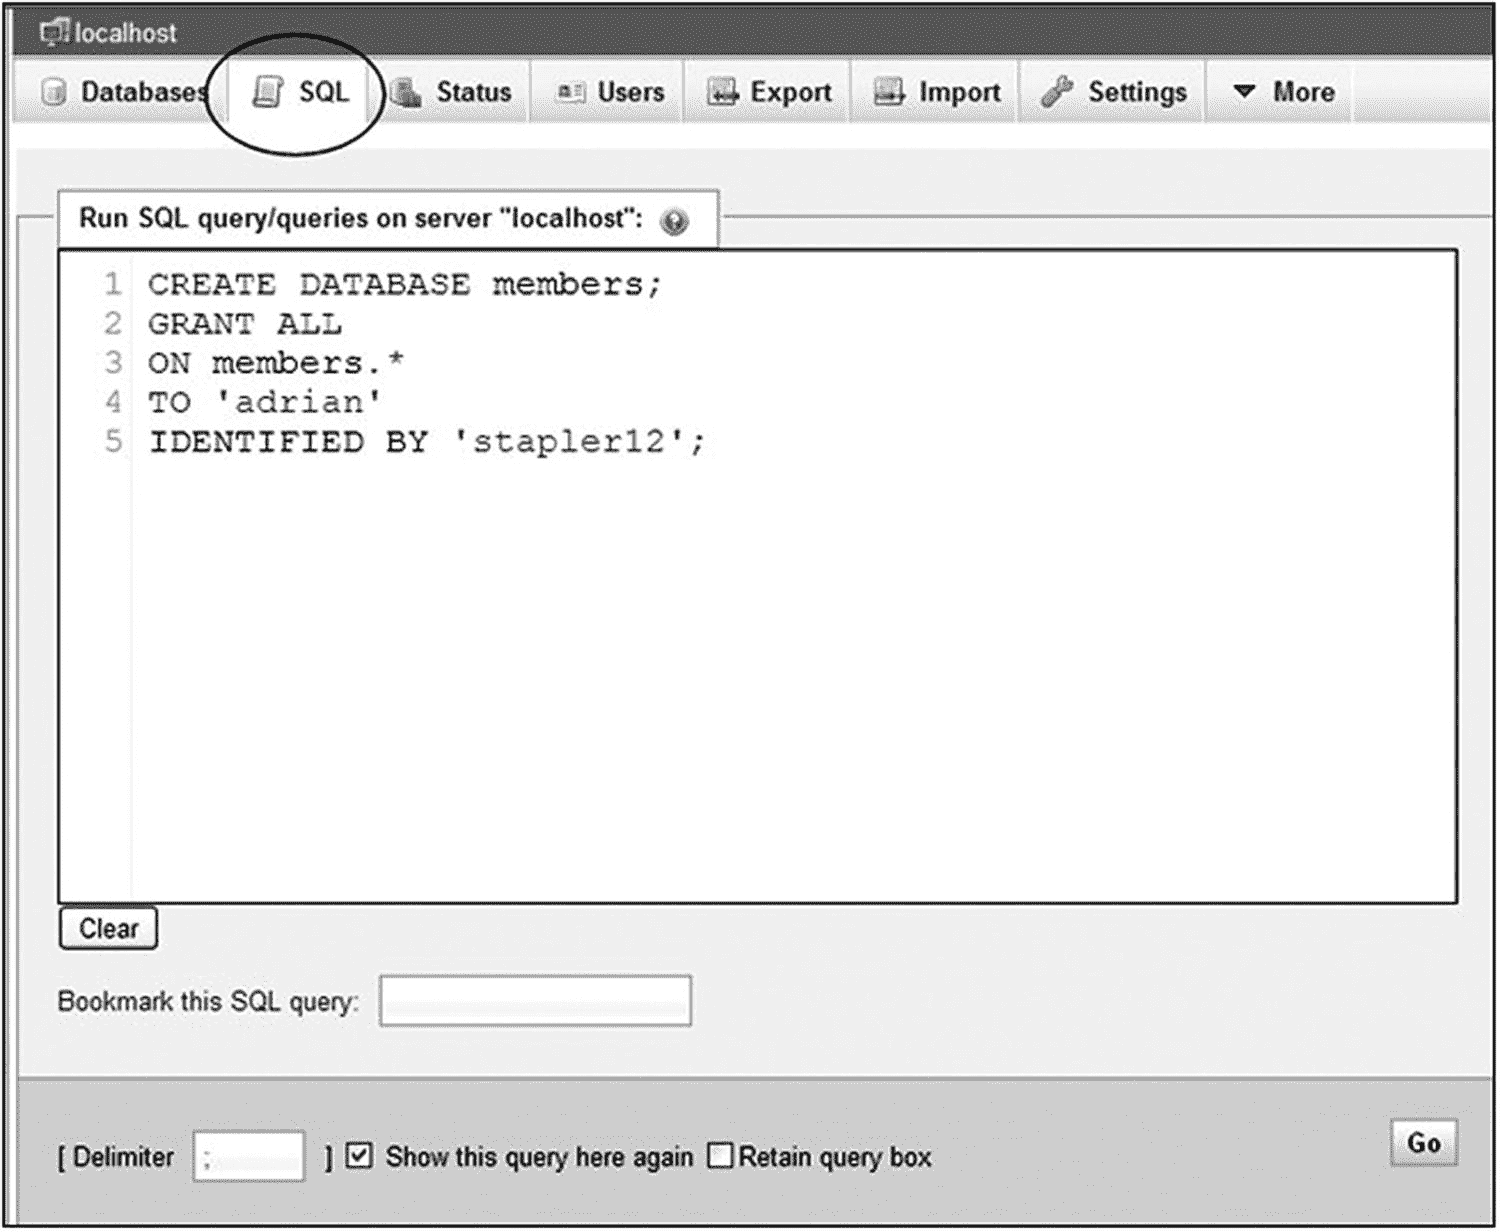 localhost
Databases SQL Status Users Export Import Settings More
Run SQL query/queries on server "localhost":
1 CREATE DATABASE members;
2 GRANT ALL
3 ON members.*
4 TO 'adrian'
5 IDENTIFIED BY 'stapler12';
Clear
Bookmark this SQL query:
[ Delimiter ; ] Show this query here again Retain query box
Go